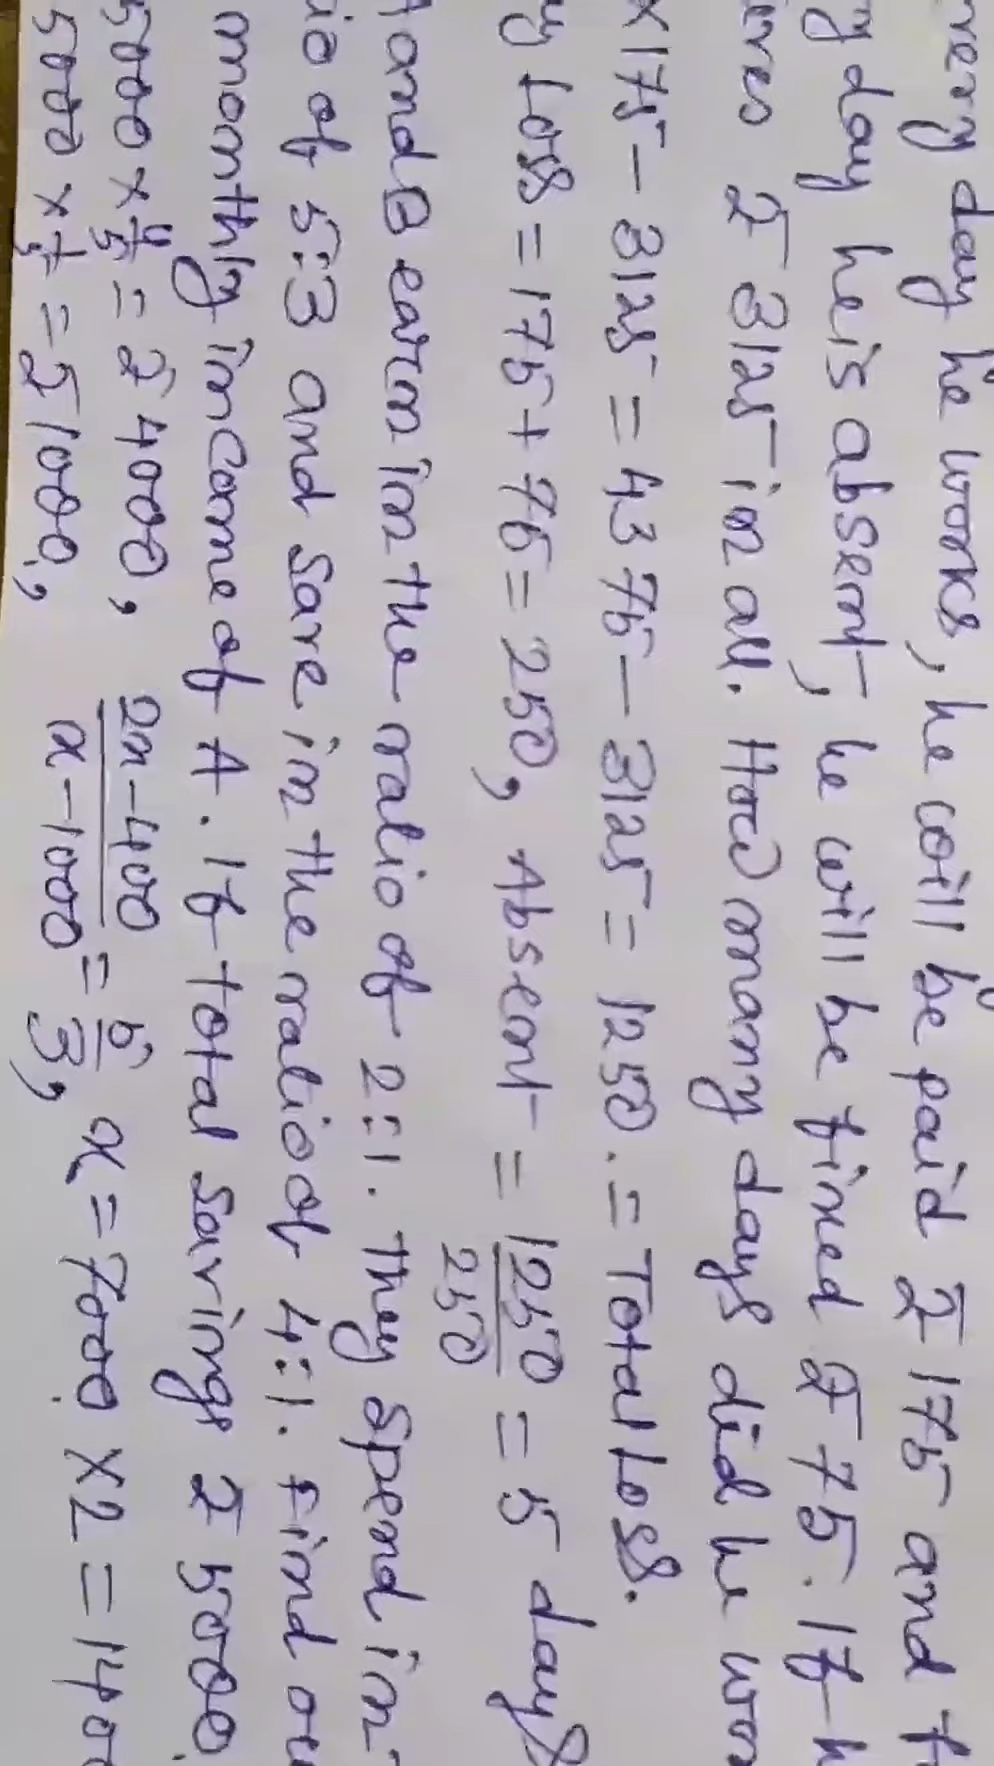 very day he works, he will be paid ₹ 175 and f
y day he is absent, he will be fined ₹ 75. If h
ives ₹ 3125 in all. How many days did he wor
x175 - 3125 = 4375 - 3125 = 1250. = Total Loss.
y Loss = 175 + 75 = 250, Absent = 1250/250 = 5 days
A and B earn in the ratio of 2:1. They spend in
io of 5:3 and save in the ratio of 4:1. Find ou
monthly income of A. If total savings ₹ 5000
5000 x 4/5 = ₹ 4000, 2x-400/x-1000 = 5/3, x = 7000 x 2 = 1400
5000 x 1/5 = ₹ 1000,